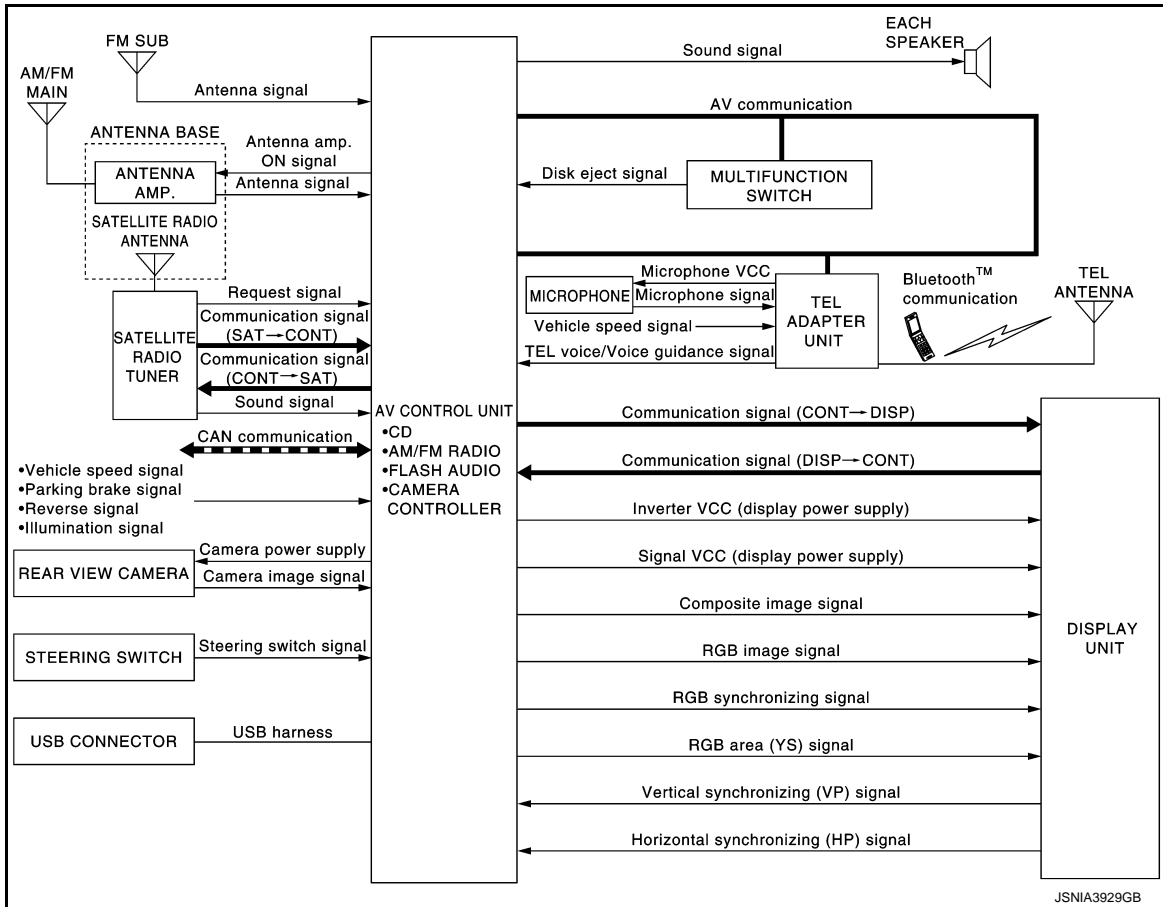 FM SUB
AM/FM
MAIN
Antenna signal
ANTENNA BASE
Antenna amp.
ON signal
ANTENNA
AMP.
Antenna signal
SATELLITE RADIO
ANTENNA
SATELLITE
RADIO
TUNER
Request signal
Communication signal
(SAT→CONT)
Communication signal
(CONT→SAT)
Sound signal
CAN communication
•Vehicle speed signal
•Parking brake signal
•Reverse signal
•Illumination signal
REAR VIEW CAMERA
Camera power supply
Camera image signal
STEERING SWITCH
Steering switch signal
USB CONNECTOR
USB harness
AV CONTROL UNIT
•CD
•AM/FM RADIO
•FLASH AUDIO
•CAMERA
CONTROLLER
Sound signal
EACH
SPEAKER
AV communication
Disk eject signal
MULTIFUNCTION
SWITCH
Microphone VCC
MICROPHONE
Microphone signal
Vehicle speed signal
TEL voice/Voice guidance signal
TEL
ADAPTER
UNIT
Bluetooth™
communication
TEL
ANTENNA
Communication signal (CONT→DISP)
Communication signal (DISP→CONT)
Inverter VCC (display power supply)
Signal VCC (display power supply)
Composite image signal
RGB image signal
RGB synchronizing signal
RGB area (YS) signal
Vertical synchronizing (VP) signal
Horizontal synchronizing (HP) signal
DISPLAY
UNIT
JSNIA3929GB